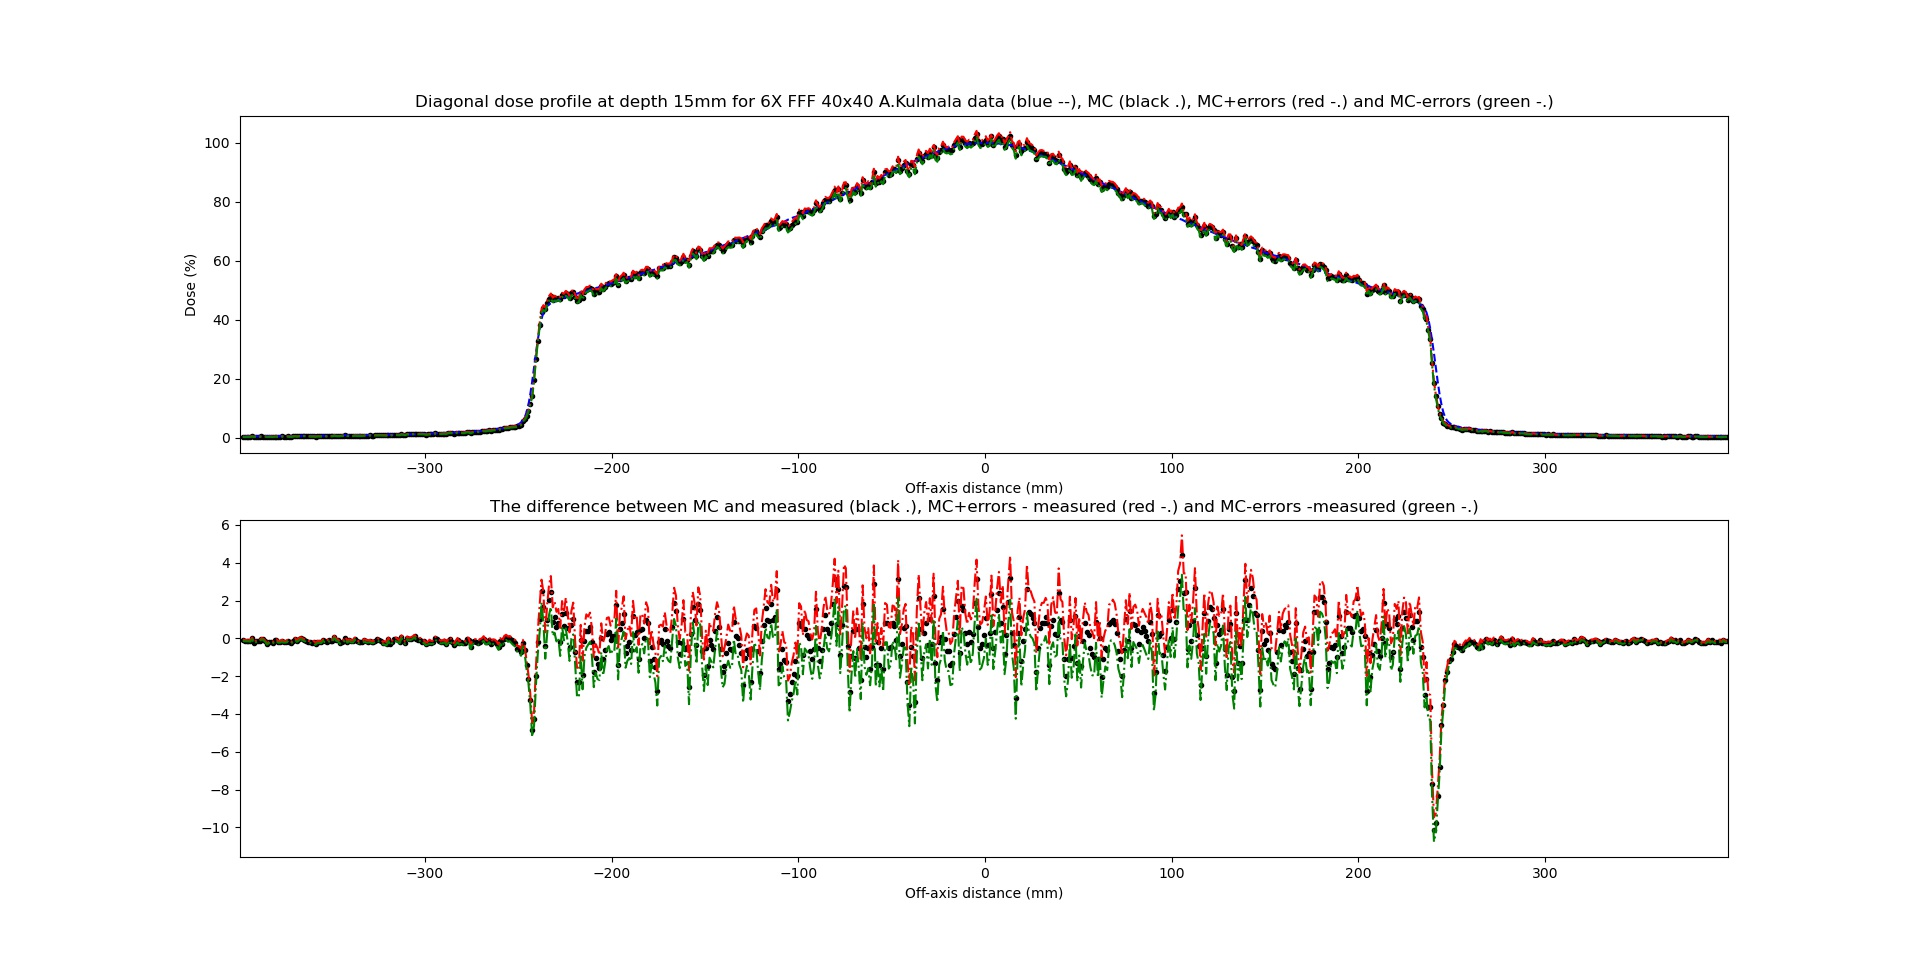 Diagonal dose profile at depth 15mm for 6X FFF 40x40 A.Kulmala data (blue --), MC (black .), MC+errors (red -.) and MC-errors (green -.)
100
80
60
40
20
0
Dose (%)
−300 −200 −100 0 100 200 300
Off-axis distance (mm)
The difference between MC and measured (black .), MC+errors - measured (red -.) and MC-errors -measured (green -.)
6
4
2
0
−2
−4
−6
−8
−10
−300 −200 −100 0 100 200 300
Off-axis distance (mm)